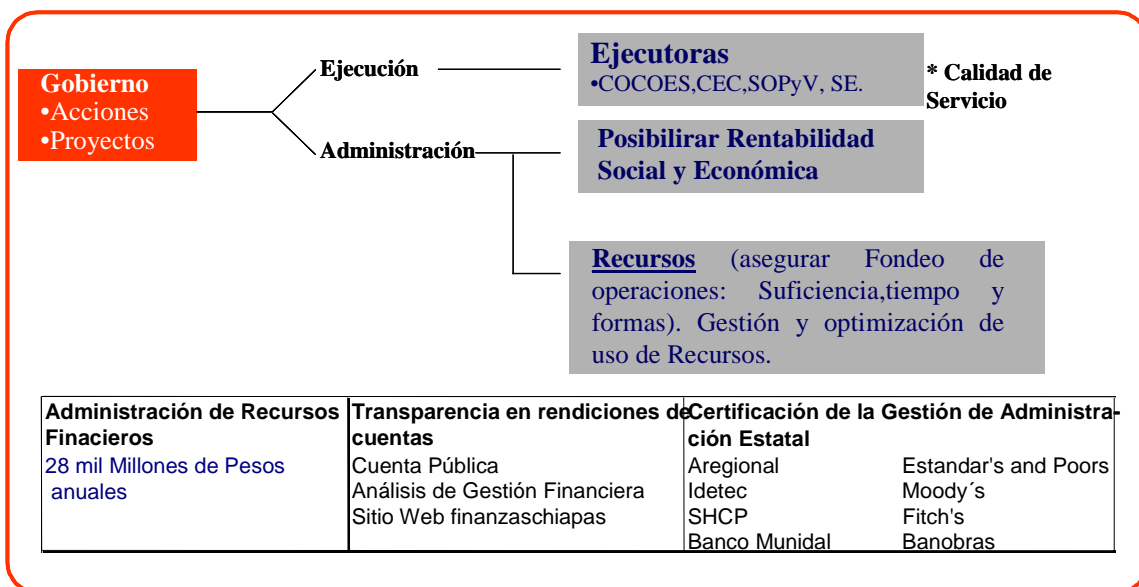 Gobierno
•Acciones
•Proyectos
Ejecución
Administración
Ejecutoras
•COCOES,CEC,SOPyV, SE.
* Calidad de
Servicio
Posibilirar Rentabilidad
Social y Económica
Recursos (asegurar Fondeo de
operaciones: Suficiencia,tiempo y
formas). Gestión y optimización de
uso de Recursos.
Administración de Recursos
Finacieros
28 mil Millones de Pesos
anuales
Transparencia en rendiciones de
cuentas
Cuenta Pública
Análisis de Gestión Financiera
Sitio Web finanzaschiapas
Certificación de la Gestión de Administra-
ción Estatal
Aregional
Idetec
SHCP
Banco Munidal
Estandar's and Poors
Moody´s
Fitch's
Banobras